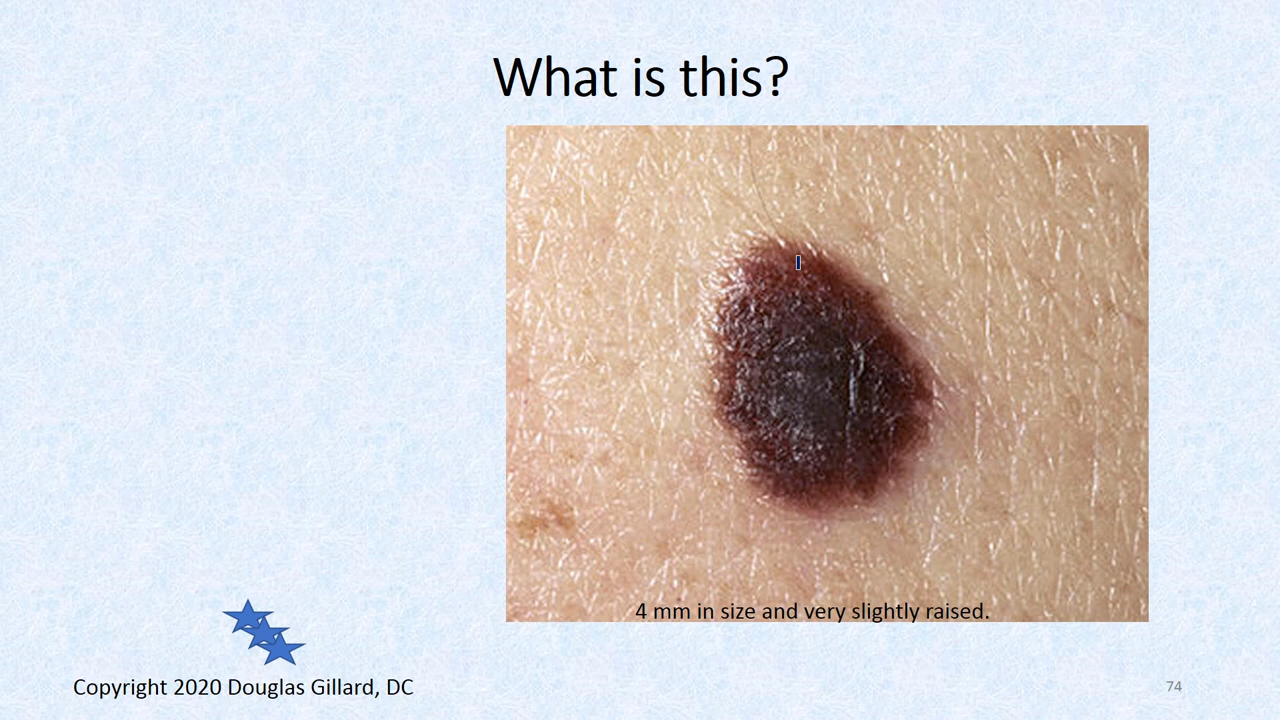 What is this?
4 mm in size and very slightly raised.
Copyright 2020 Douglas Gillard, DC
74